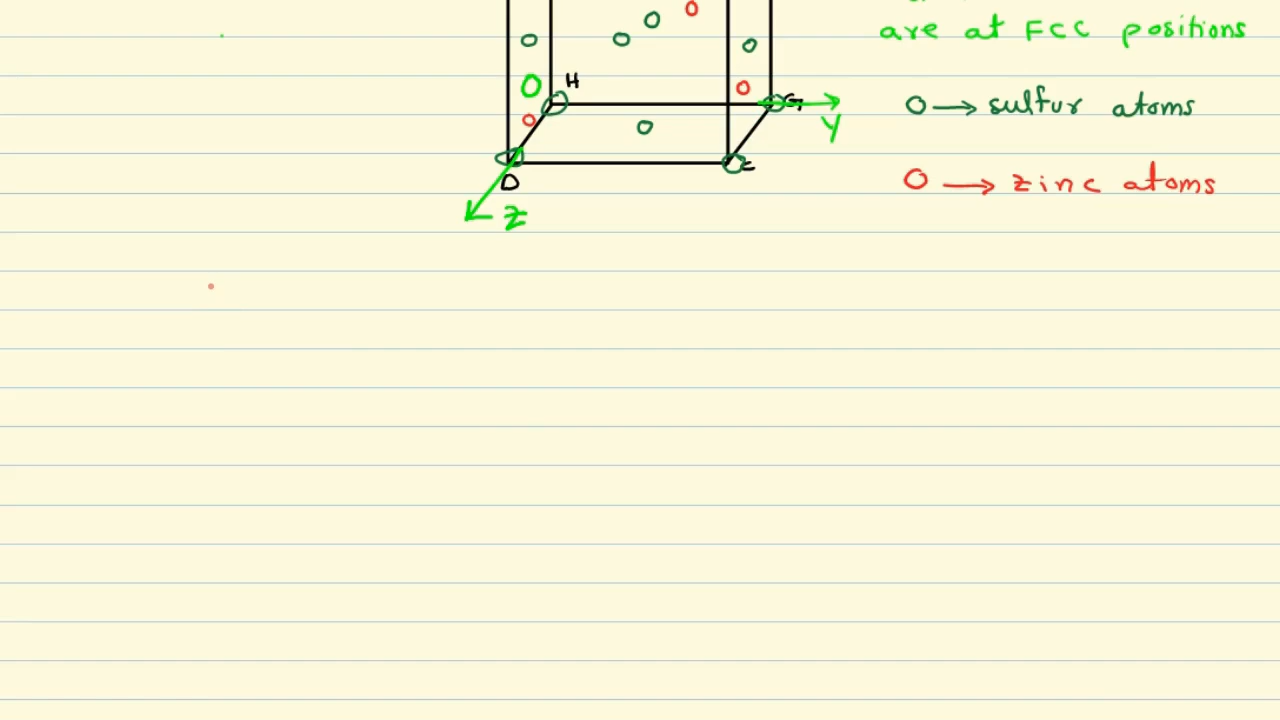 are at FCC positions
H
O
G
Y
O → sulfur atoms
C
D
O → zinc atoms
Z